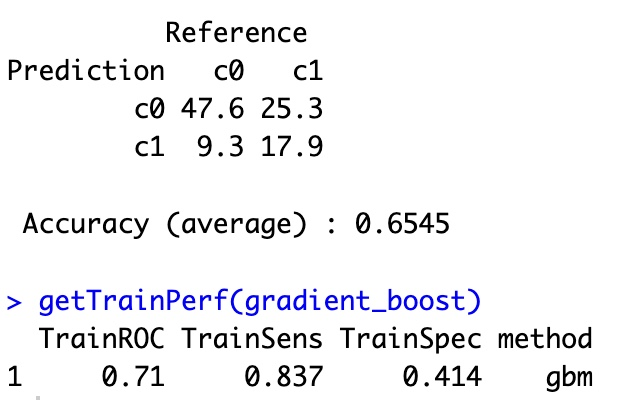 Reference
Prediction c0 c1
c0 47.6 25.3
c1 9.3 17.9
Accuracy (average) : 0.6545
> getTrainPerf(gradient_boost)
TrainROC TrainSens TrainSpec method
1 0.71 0.837 0.414 gbm